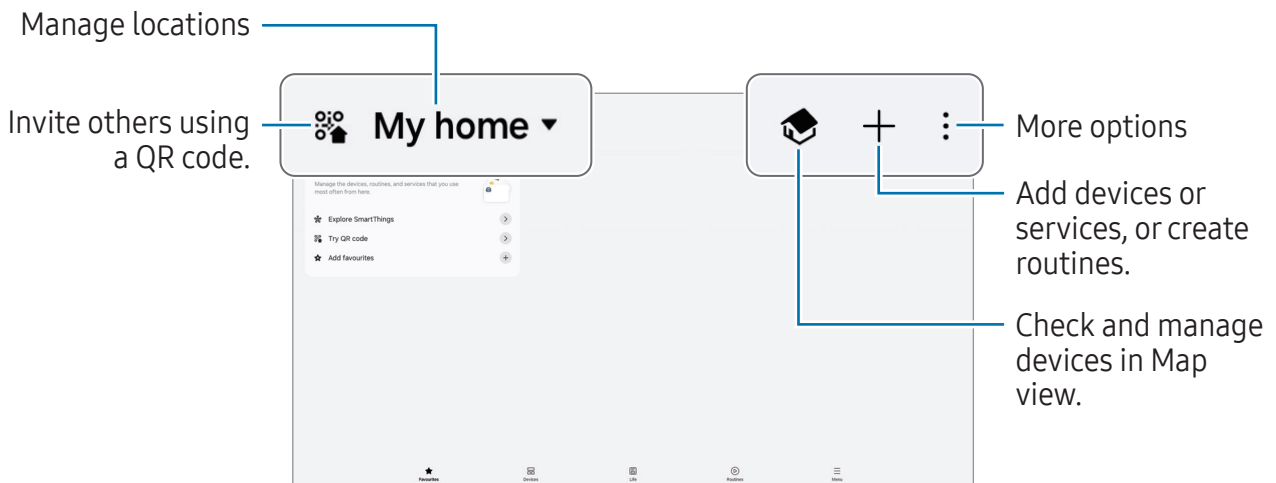 Manage locations
Invite others using
a QR code.
My home
More options
Add devices or
services, or create
routines.
Check and manage
devices in Map
view.
Manage the devices, routines, and services that you use
most often from here.
Explore SmartThings
Try QR code
Add favourites
Favourites
Devices
Life
Routines
Menu